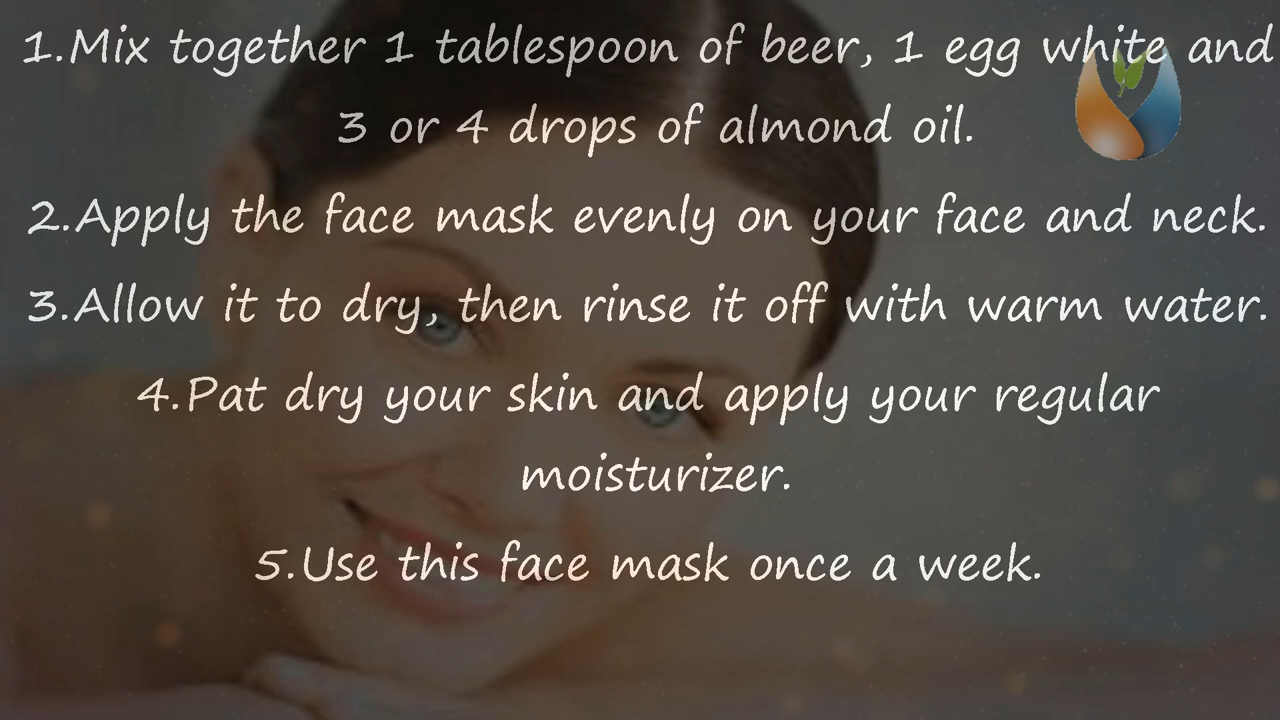 1.Mix together 1 tablespoon of beer, 1 egg white and
3 or 4 drops of almond oil.
2.Apply the face mask evenly on your face and neck.
3.Allow it to dry, then rinse it off with warm water.
4.Pat dry your skin and apply your regular
moisturizer.
5.Use this face mask once a week.